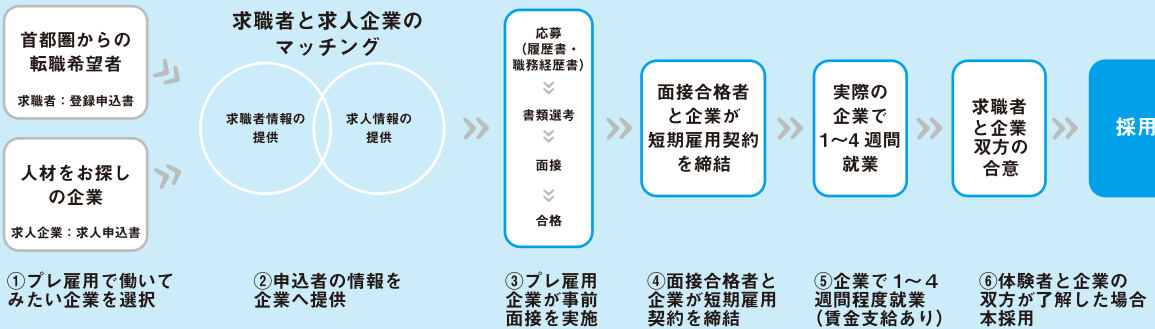 首都圏からの
転職希望者
求職者：登録申込書
人材をお探し
の企業
求人企業：求人申込書
求職者と求人企業の
マッチング
求職者情報の
提供
求人情報の
提供
応募
（履歴書・
職務経歴書）
書類選考
面接
合格
面接合格者
と企業が
短期雇用契約
を締結
実際の
企業で
1〜4 週間
就業
求職者
と企業
双方の
合意
採用
①プレ雇用で働いて
みたい企業を選択
②申込者の情報を
企業へ提供
③プレ雇用
企業が事前
面接を実施
④面接合格者と
企業が短期雇用
契約を締結
⑤企業で 1〜4
週間程度就業
（賃金支給あり）
⑥体験者と企業の
双方が了解した場合
本採用